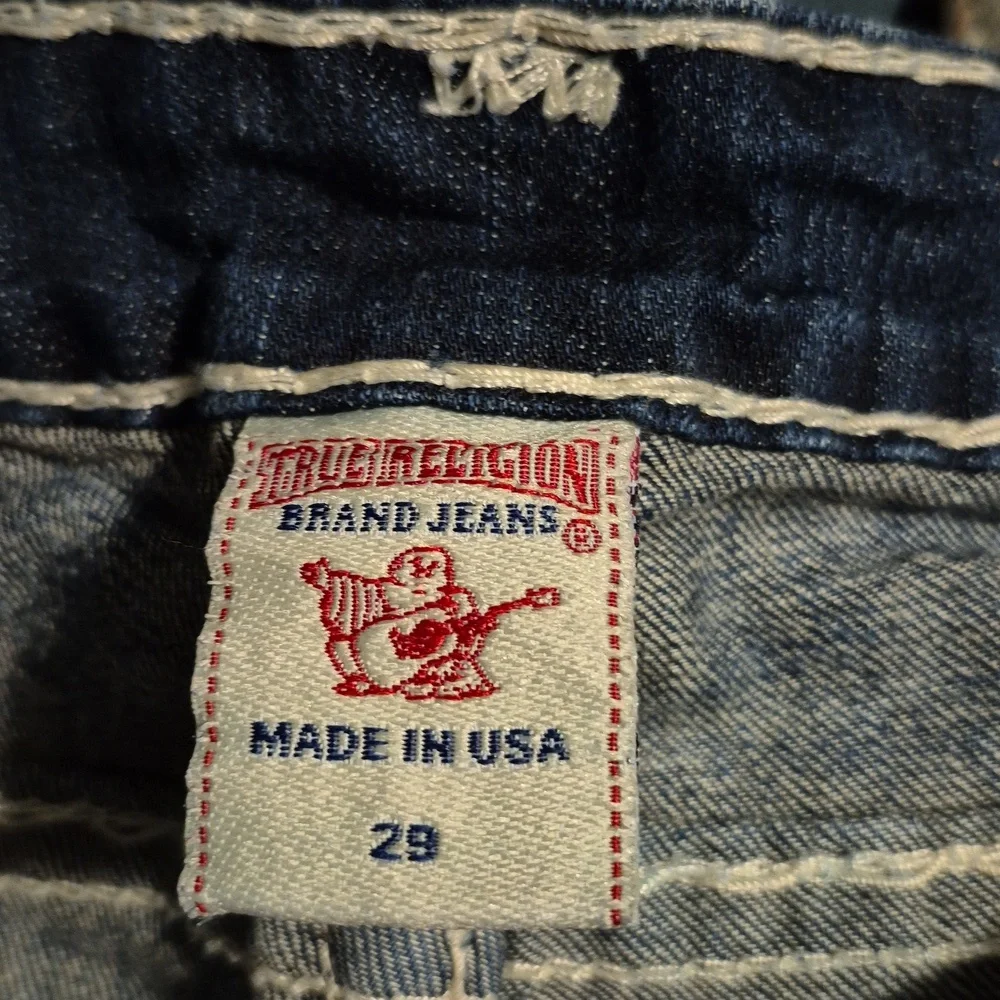 TRUE RELIGION
BRAND JEANS
®
MADE IN USA
29